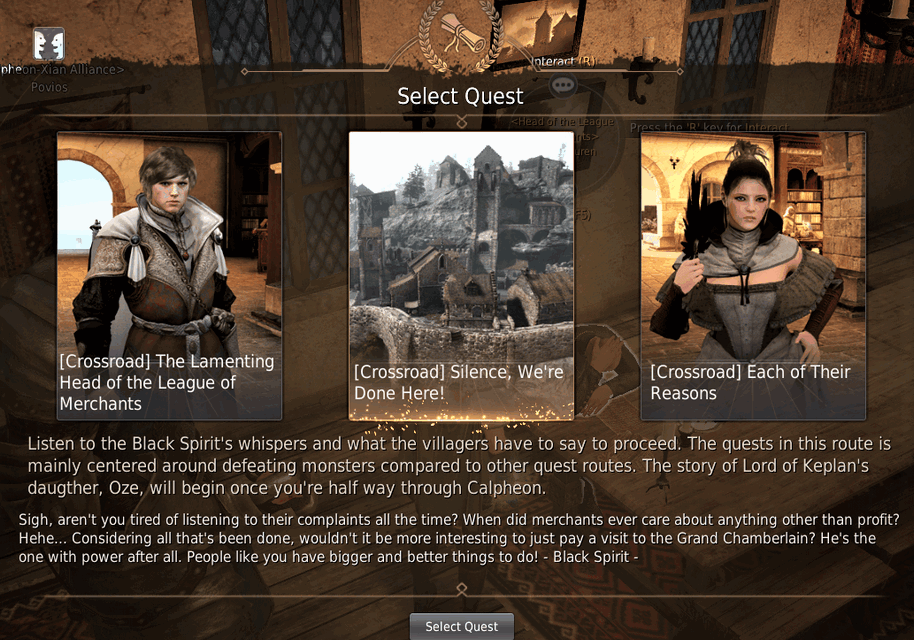 Interact (R)
pheon-Xian Alliance>
Povios
Select Quest
<Head of the League
nts>
uren
Press the 'R' key for Interact
F5)
[Crossroad] The Lamenting
Head of the League of
Merchants
[Crossroad] Silence, We're
Done Here!
[Crossroad] Each of Their
Reasons
Listen to the Black Spirit's whispers and what the villagers have to say to proceed. The quests in this route is
mainly centered around defeating monsters compared to other quest routes. The story of Lord of Keplan's
daugther, Oze, will begin once you're half way through Calpheon.
Sigh, aren't you tired of listening to their complaints all the time? When did merchants ever care about anything other than profit?
Hehe... Considering all that's been done, wouldn't it be more interesting to just pay a visit to the Grand Chamberlain? He's the
one with power after all. People like you have bigger and better things to do! - Black Spirit -
Select Quest